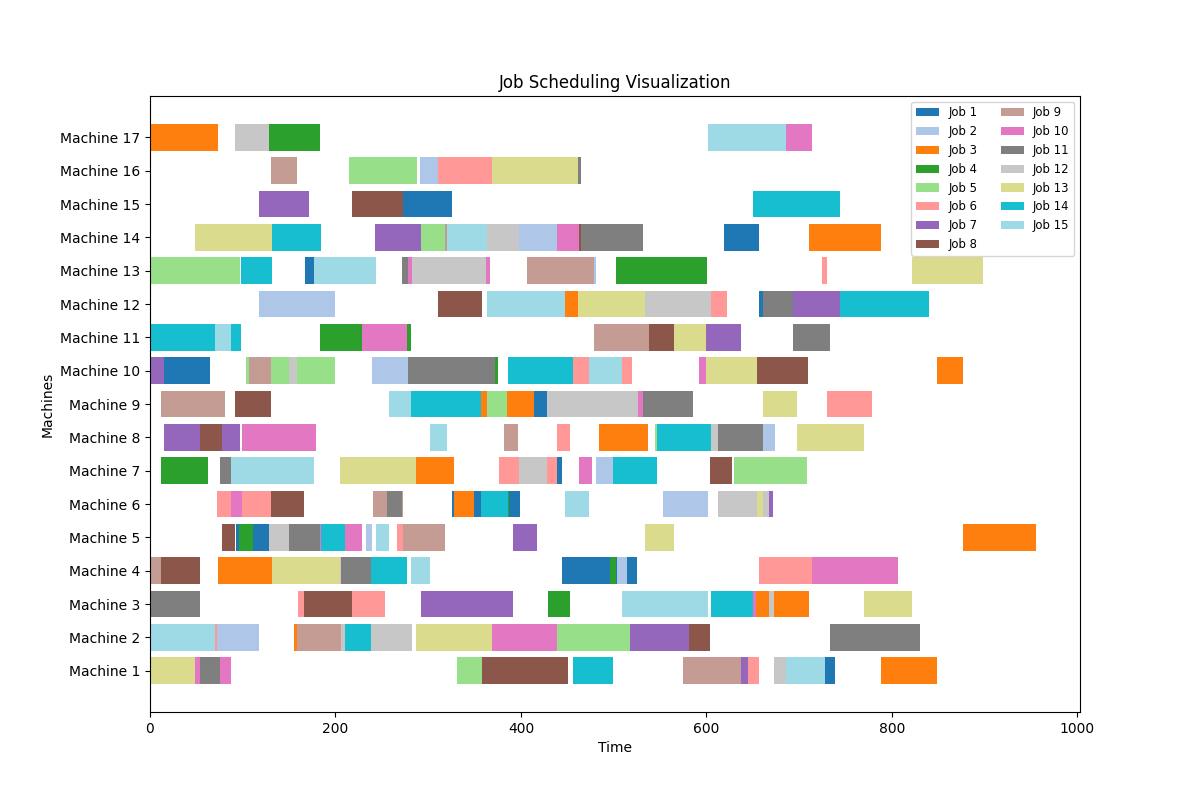 Job Scheduling Visualization
Machine 17
Machine 16
Machine 15
Machine 14
Machine 13
Machine 12
Machine 11
Machine 10
Machine 9
Machine 8
Machine 7
Machine 6
Machine 5
Machine 4
Machine 3
Machine 2
Machine 1
Machines
0 200 400 600 800 1000
Time
Job 1
Job 2
Job 3
Job 4
Job 5
Job 6
Job 7
Job 8
Job 9
Job 10
Job 11
Job 12
Job 13
Job 14
Job 15